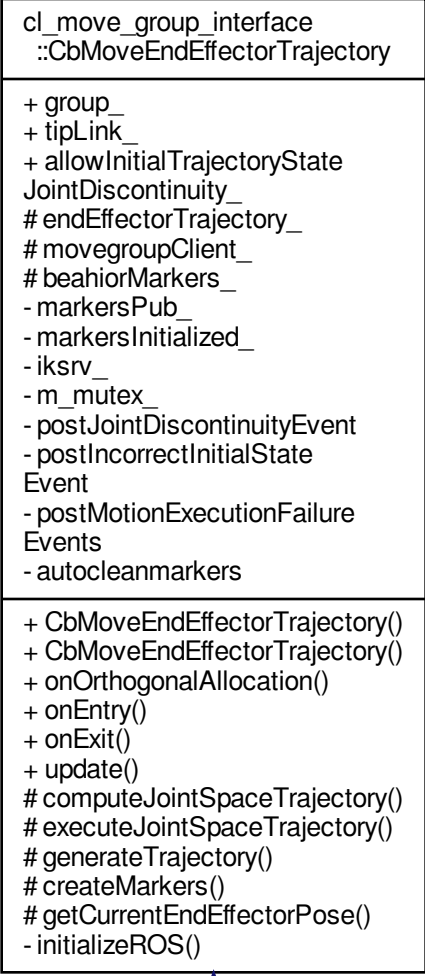 cl_move_group_interface
::CbMoveEndEffectorTrajectory
+ group_
+ tipLink_
+ allowInitialTrajectoryState
JointDiscontinuity_
# endEffectorTrajectory_
# movegroupClient_
# beahiorMarkers_
- markersPub_
- markersInitialized_
- iksrv_
- m_mutex_
- postJointDiscontinuityEvent
- postIncorrectInitialState
Event
- postMotionExecutionFailure
Events
- autocleanmarkers
+ CbMoveEndEffectorTrajectory()
+ CbMoveEndEffectorTrajectory()
+ onOrthogonalAllocation()
+ onEntry()
+ onExit()
+ update()
# computeJointSpaceTrajectory()
# executeJointSpaceTrajectory()
# generateTrajectory()
# createMarkers()
# getCurrentEndEffectorPose()
- initializeROS()